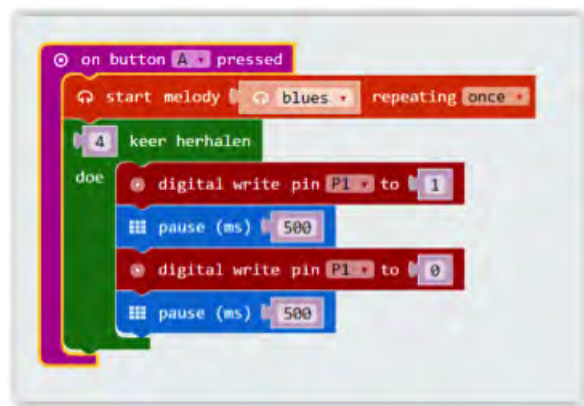 on button A pressed
start melody blues repeating once
4 keer herhalen
doe digital write pin P1 to 1
pause (ms) 500
digital write pin P1 to 0
pause (ms) 500